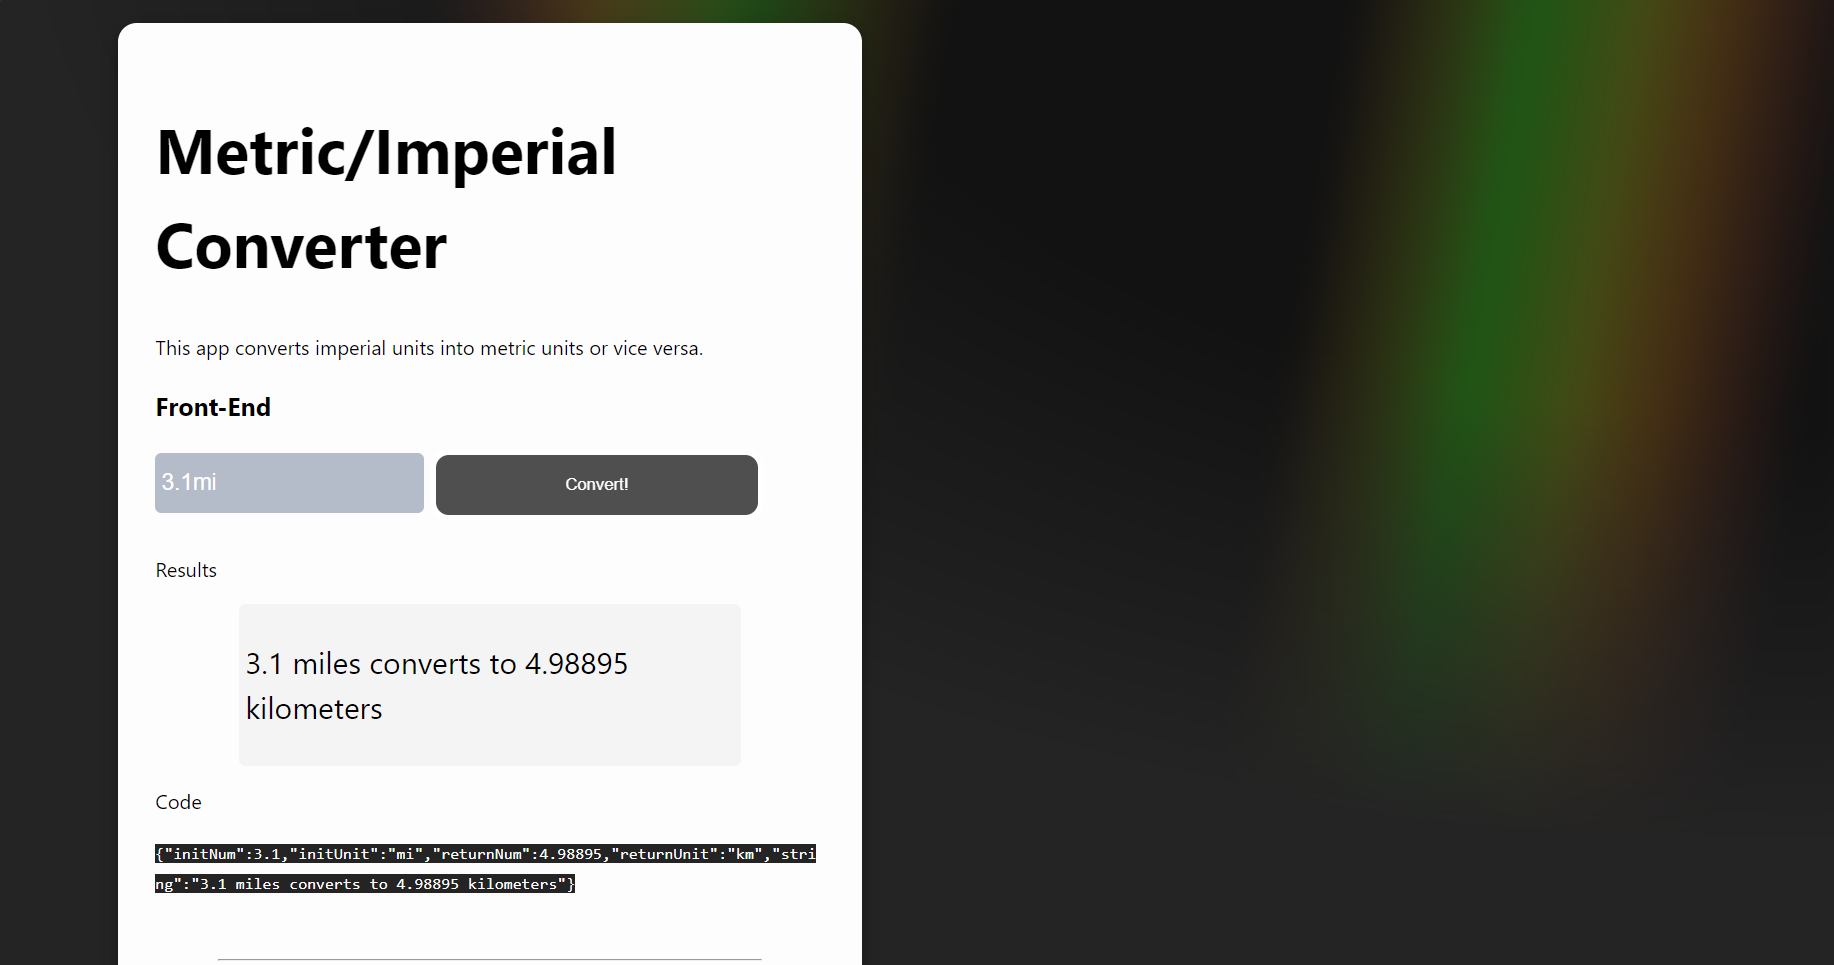 Metric/Imperial
Converter
This app converts imperial units into metric units or vice versa.
Front-End
3.1mi
Convert!
Results
3.1 miles converts to 4.98895
kilometers
Code
{"initNum":3.1,"initUnit":"mi","returnNum":4.98895,"returnUnit":"km","stri
ng":"3.1 miles converts to 4.98895 kilometers"}